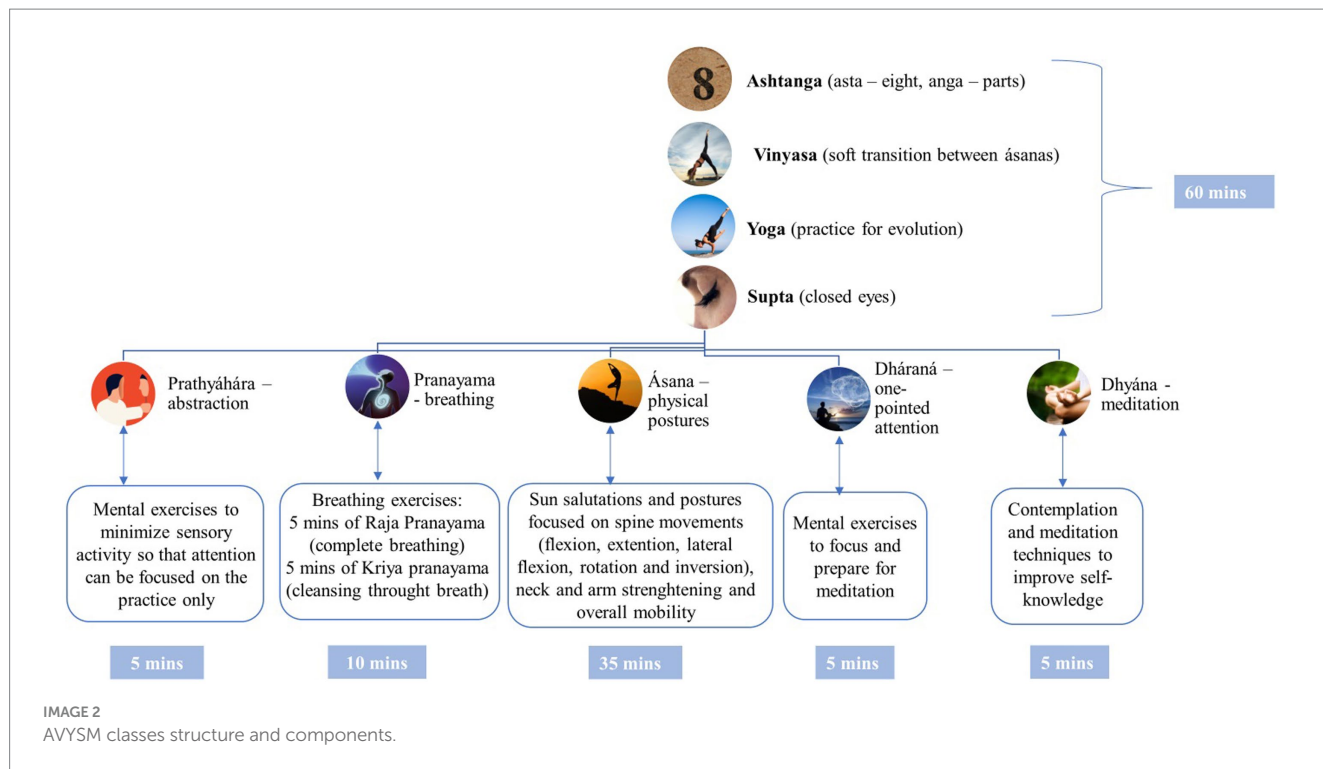 8
Ashtanga (asta – eight, anga – parts)
Vinyasa (soft transition between ásanas)
60 mins
Yoga (practice for evolution)
Supta (closed eyes)
Prathyáhára –
abstraction
Pranayama
- breathing
Ásana –
physical
postures
Dháraná –
one-
pointed
attention
Dhyána -
meditation
Mental exercises to
minimize sensory
activity so that attention
can be focused on the
practice only
Breathing exercises:
5 mins of Raja Pranayama
(complete breathing)
5 mins of Kriya pranayama
(cleansing throught breath)
Sun salutations and postures
focused on spine movements
(flexion, extention, lateral
flexion, rotation and inversion),
neck and arm strenghtening and
overall mobility
Mental exercises
to focus and
prepare for
meditation
Contemplation
and meditation
techniques to
improve self-
knowledge
5 mins
10 mins
35 mins
5 mins
5 mins
IMAGE 2
AVYSM classes structure and components.